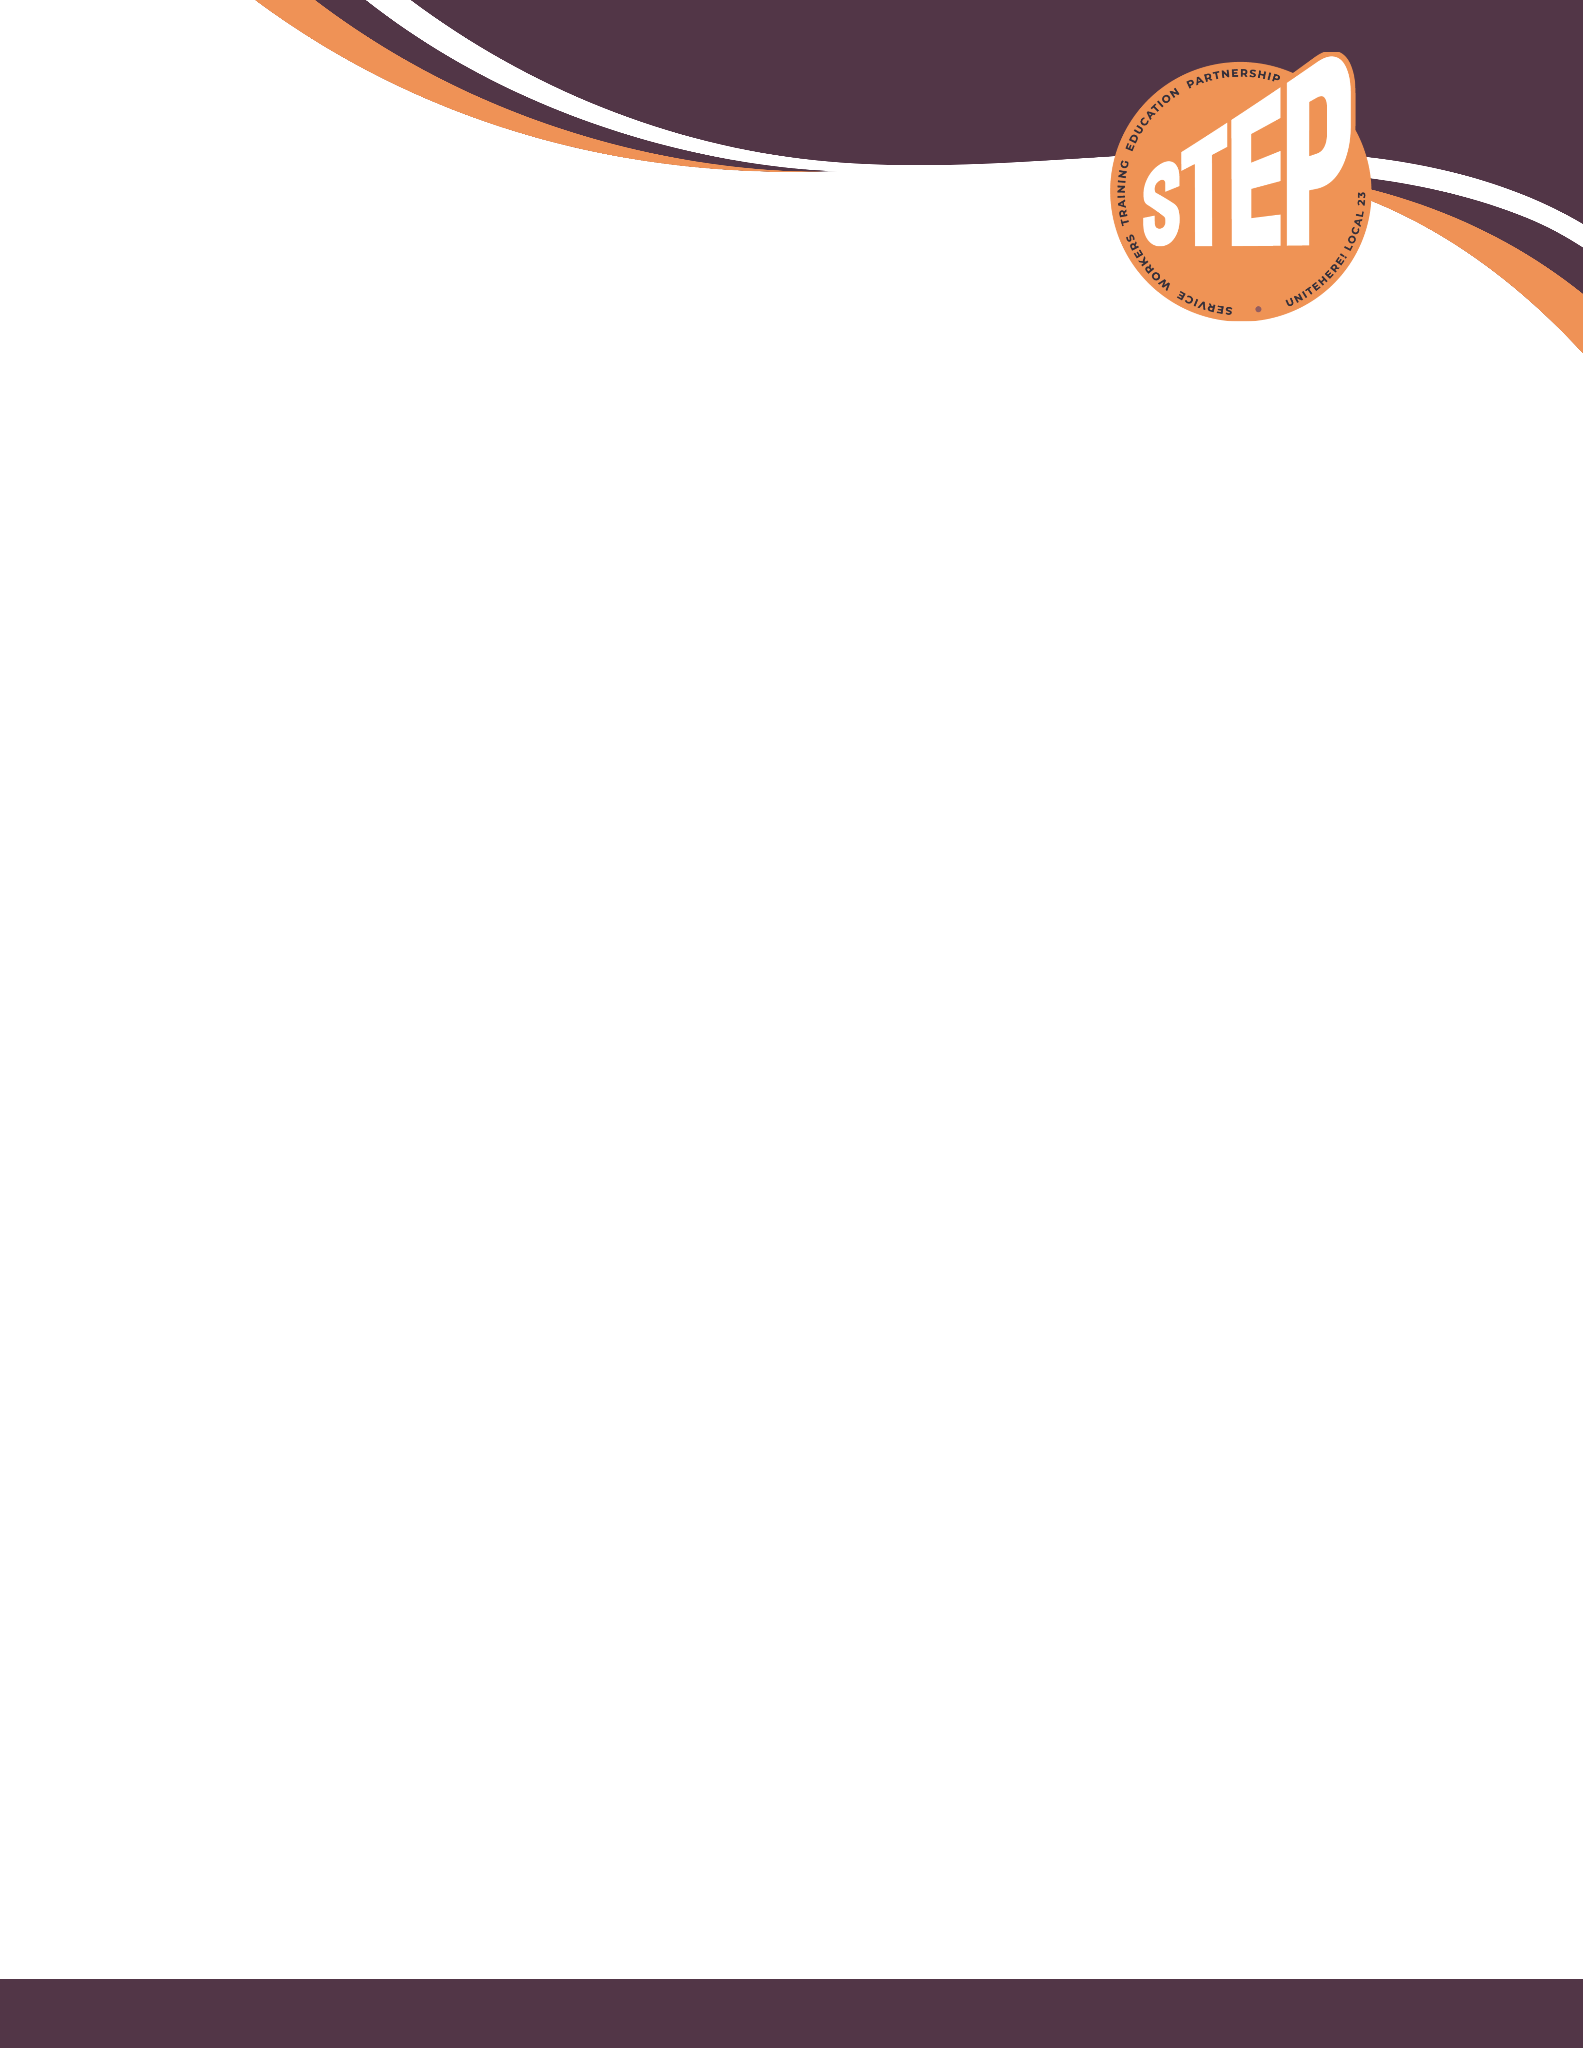 STEP
SERVICE WORKERS TRAINING EDUCATION PARTNERSHIP
UNITEHERE! LOCAL 23